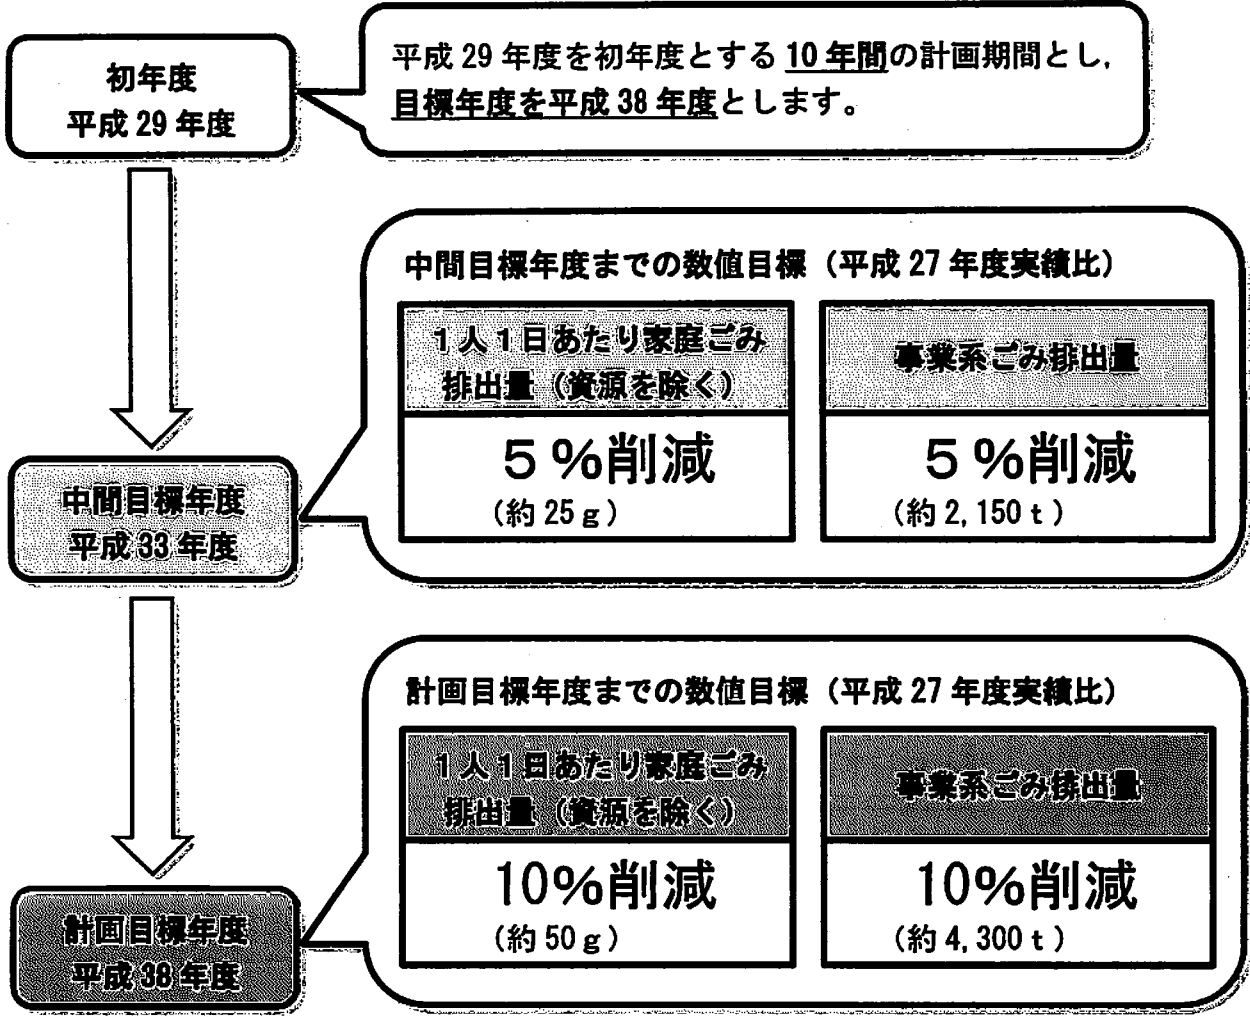 初年度
平成 29 年度
平成 29 年度を初年度とする 10 年間の計画期間とし,
目標年度を平成 38 年度とします。
中間目標年度までの数値目標（平成 27 年度実績比）
１人１日あたり家庭ごみ
排出量（資源を除く）
５％削減
（約 25ｇ）
事業系ごみ排出量
５％削減
（約 2,150ｔ）
中間目標年度
平成 33 年度
計画目標年度までの数値目標（平成 27 年度実績比）
１人１日あたり家庭ごみ
排出量（資源を除く）
10％削減
（約 50ｇ）
事業系ごみ排出量
10％削減
（約 4,300ｔ）
計画目標年度
平成 38 年度